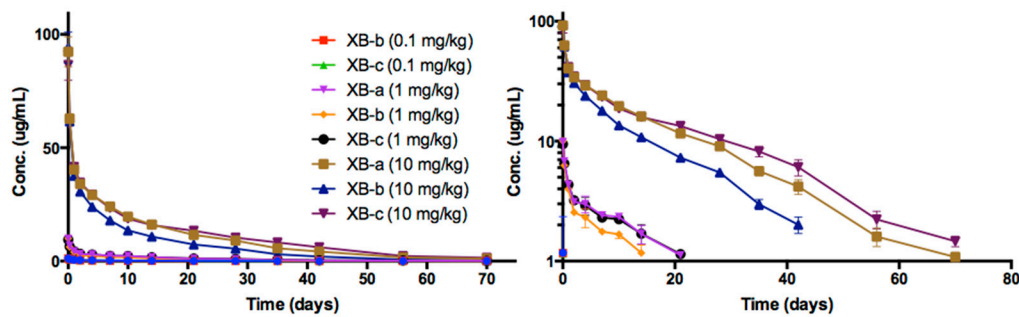 100
50
0
Conc. (ug/mL)
0 10 20 30 40 50 60 70
Time (days)
XB-b (0.1 mg/kg)
XB-c (0.1 mg/kg)
XB-a (1 mg/kg)
XB-b (1 mg/kg)
XB-c (1 mg/kg)
XB-a (10 mg/kg)
XB-b (10 mg/kg)
XB-c (10 mg/kg)
100
10
1
Conc. (ug/mL)
0 20 40 60 80
Time (days)